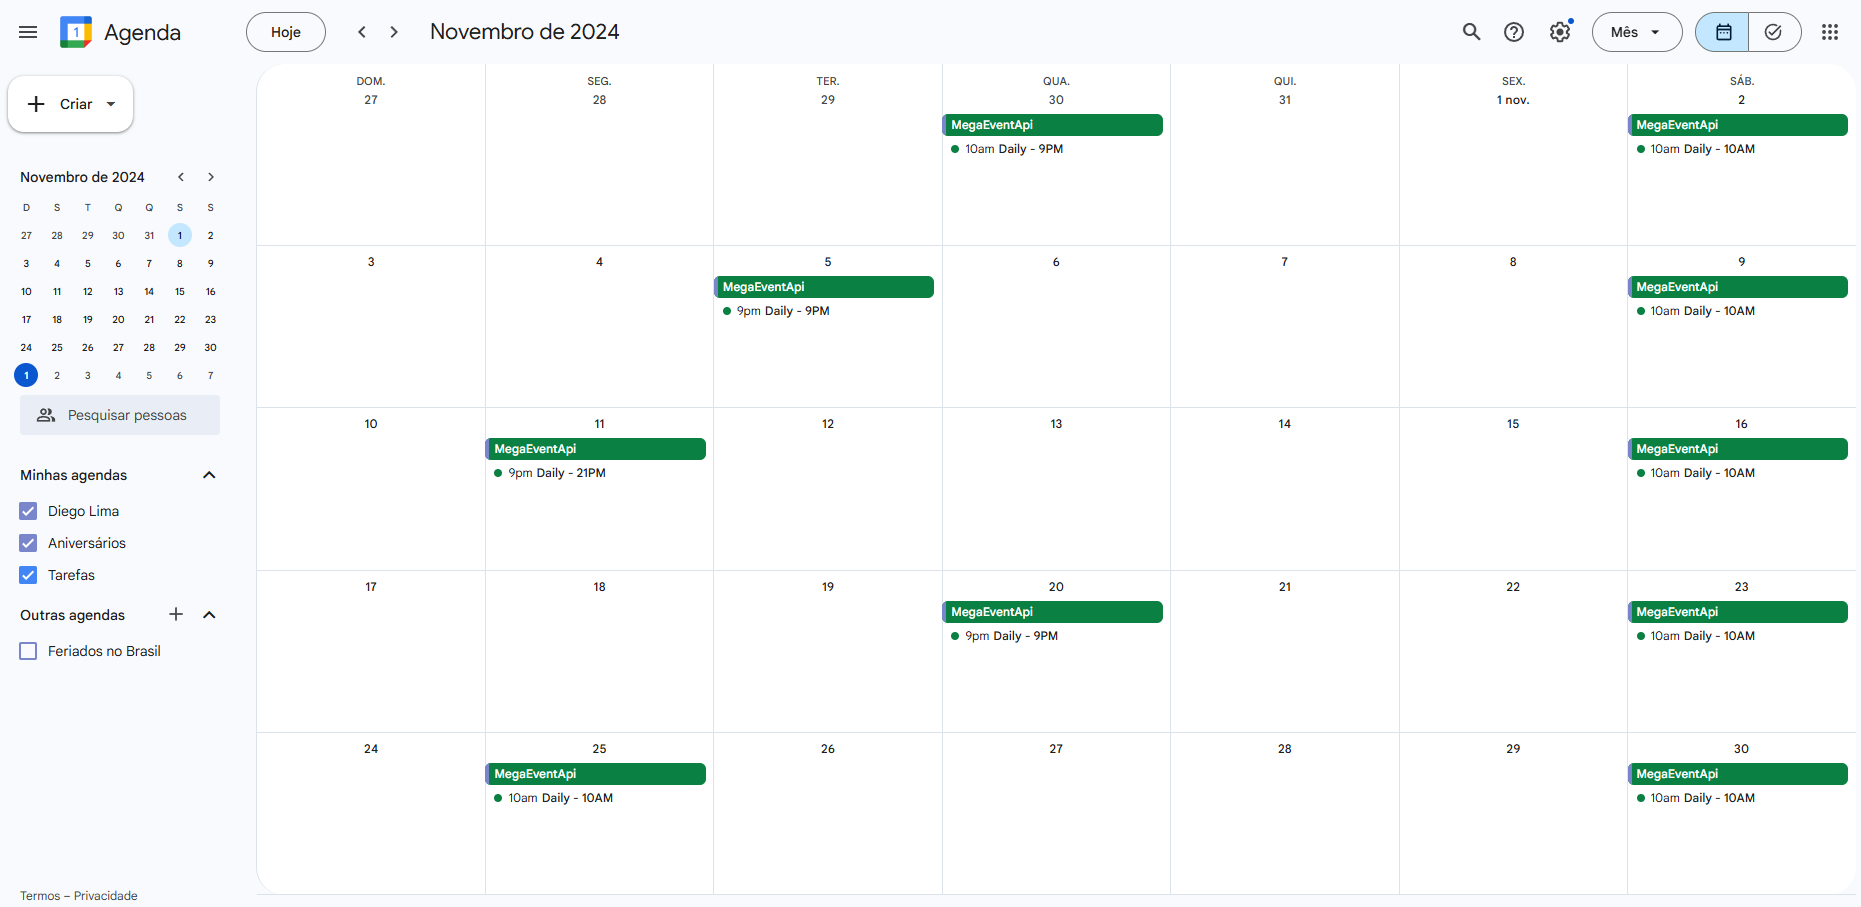 1 Agenda Hoje Novembro de 2024 Mês
Criar
Novembro de 2024
D S T Q Q S S
27 28 29 30 31 1 2
3 4 5 6 7 8 9
10 11 12 13 14 15 16
17 18 19 20 21 22 23
24 25 26 27 28 29 30
1 2 3 4 5 6 7
Pesquisar pessoas
Minhas agendas
Diego Lima
Aniversários
Tarefas
Outras agendas
Feriados no Brasil
Termos – Privacidade
DOM. SEG. TER. QUA. QUI. SEX. SÁB.
27 28 29 30 31 1 nov. 2
MegaEventApi MegaEventApi
10am Daily - 9PM 10am Daily - 10AM
3 4 5 6 7 8 9
MegaEventApi MegaEventApi
9pm Daily - 9PM 10am Daily - 10AM
10 11 12 13 14 15 16
MegaEventApi MegaEventApi
9pm Daily - 21PM 10am Daily - 10AM
17 18 19 20 21 22 23
MegaEventApi MegaEventApi
9pm Daily - 9PM 10am Daily - 10AM
24 25 26 27 28 29 30
MegaEventApi MegaEventApi
10am Daily - 10AM 10am Daily - 10AM